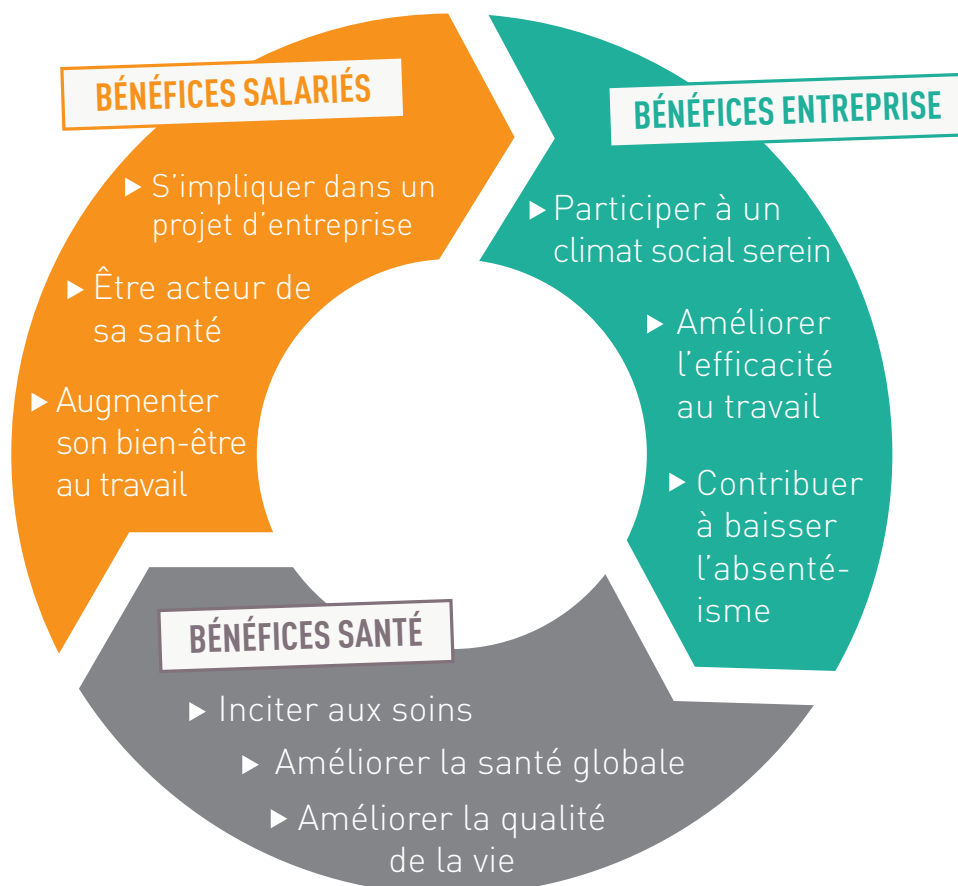 BÉNÉFICES SALARIÉS
▶ S'impliquer dans un
projet d'entreprise
▶ Être acteur de
sa santé
▶ Augmenter
son bien-être
au travail
BÉNÉFICES ENTREPRISE
▶ Participer à un
climat social serein
▶ Améliorer
l'efficacité
au travail
▶ Contribuer
à baisser
l'absenté-
isme
BÉNÉFICES SANTÉ
▶ Inciter aux soins
▶ Améliorer la santé globale
▶ Améliorer la qualité
de la vie